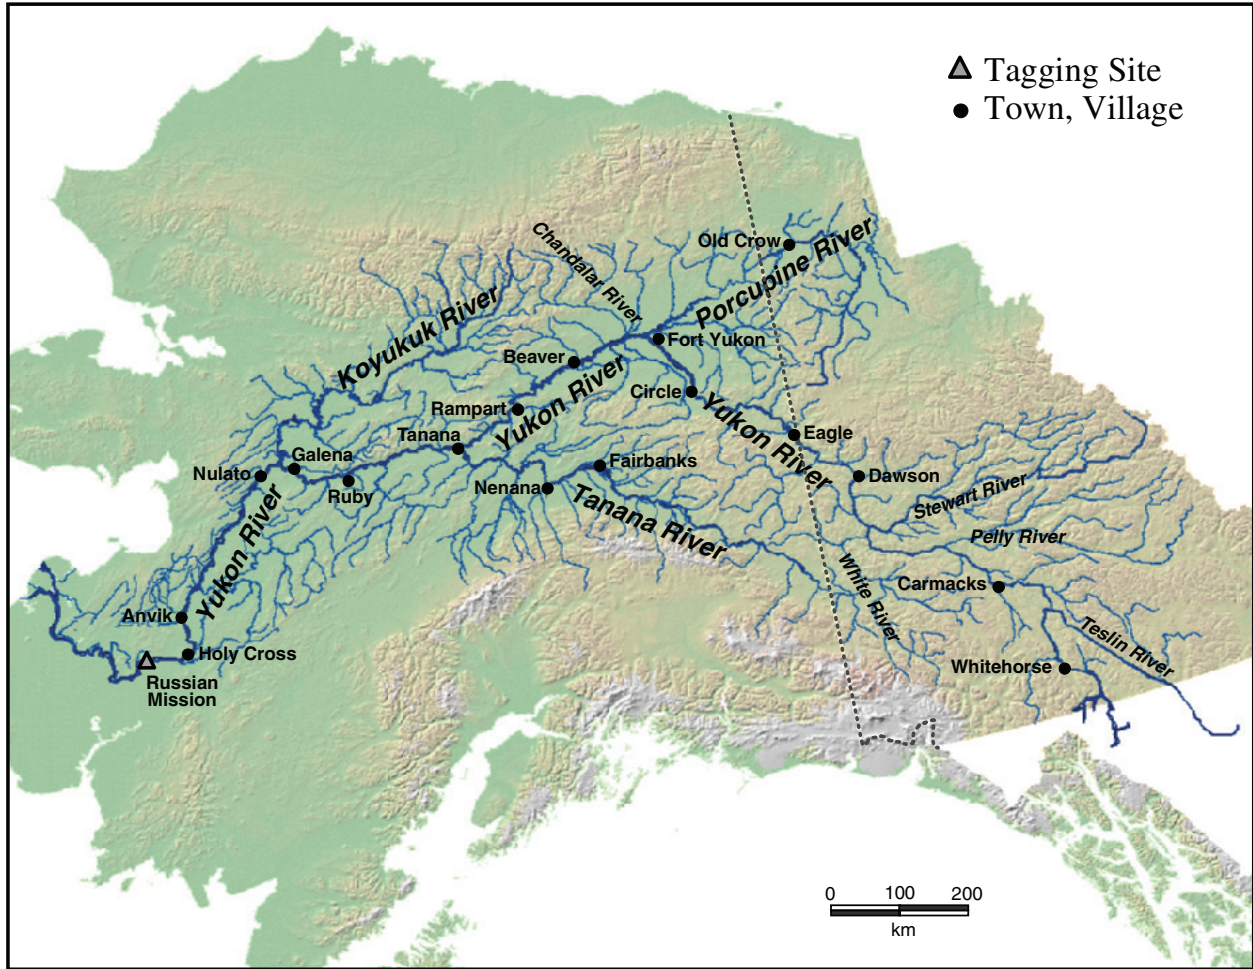 Tagging Site
Town, Village
Old Crow
Porcupine River
Chandalar River
Koyukuk River
Fort Yukon
Beaver
Yukon River
Circle
Rampart
Yukon River
Tanana
Eagle
Galena
Fairbanks
Nulato
Ruby
Nenana
Dawson
Stewart River
Tanana River
Pelly River
Yukon River
White River
Carmacks
Anvik
Teslin River
Holy Cross
Whitehorse
Russian
Mission
0 100 200
km